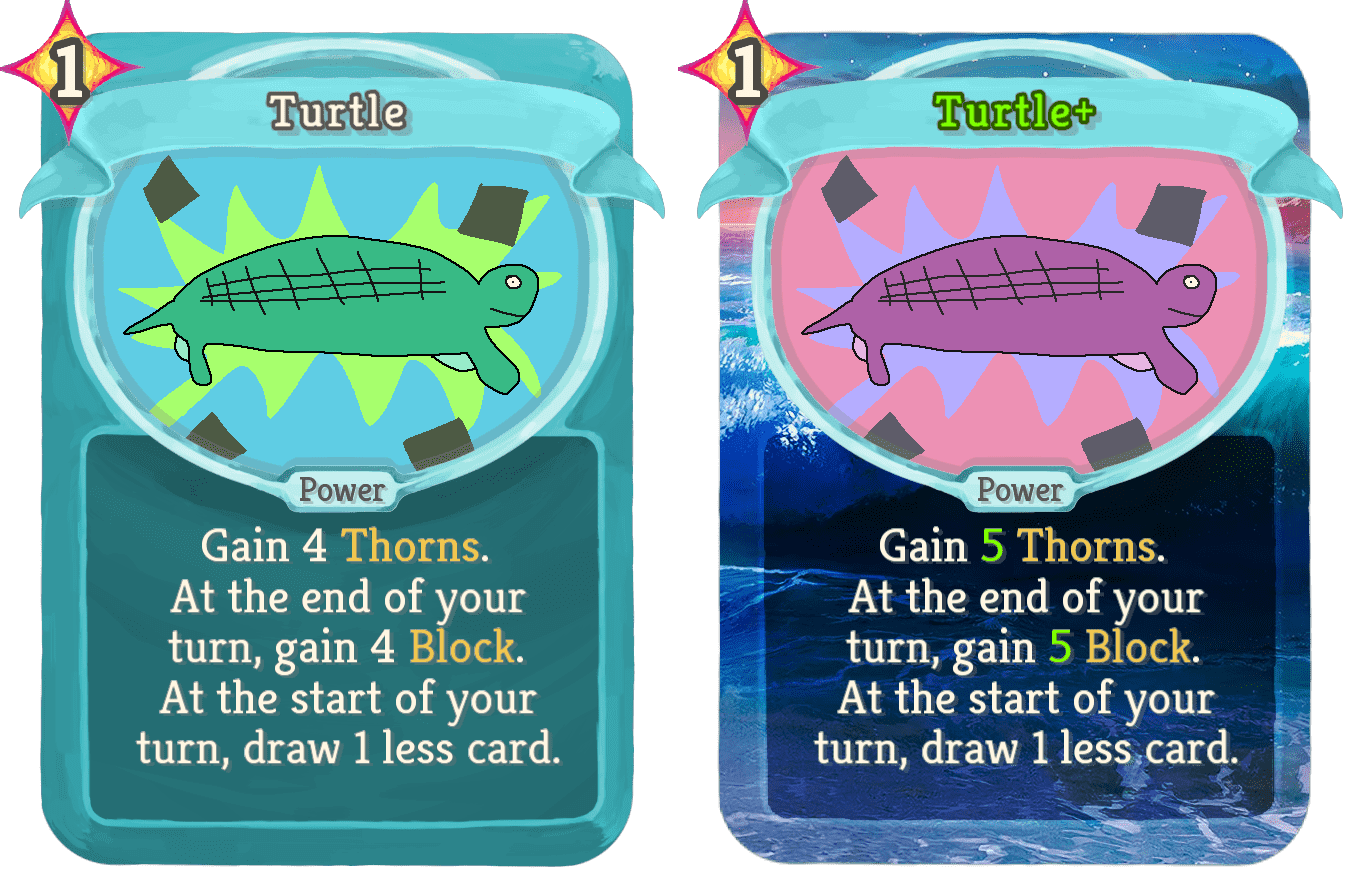 1
Turtle
Power
Gain 4 Thorns.
At the end of your
turn, gain 4 Block.
At the start of your
turn, draw 1 less card.
1
Turtle+
Power
Gain 5 Thorns.
At the end of your
turn, gain 5 Block.
At the start of your
turn, draw 1 less card.